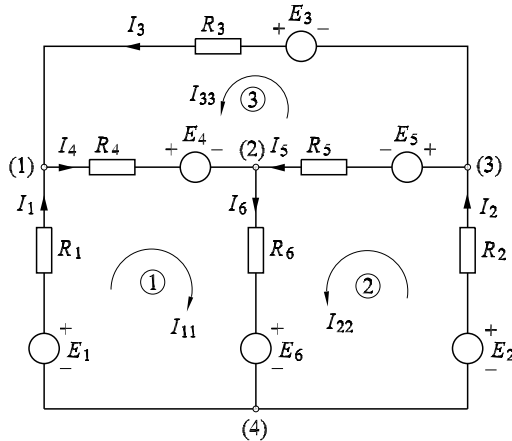 I3 R3 + E3 −
I33 3
(1) I4 R4 + E4 − (2) I5 R5 − E5 + (3)
I1 I6 I2
R1 R6 R2
1 2
I11 I22
+ + +
E1 E6 E2
− − −
(4)